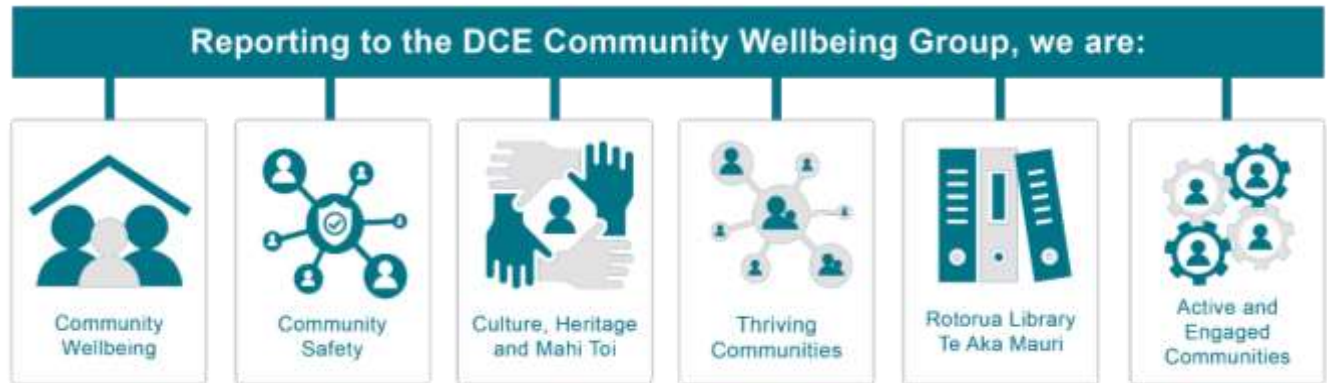 Reporting to the DCE Community Wellbeing Group, we are:
Community
Wellbeing
Community
Safety
Culture, Heritage
and Mahi Toi
Thriving
Communities
Rotorua Library
Te Aka Mauri
Active and
Engaged
Communities